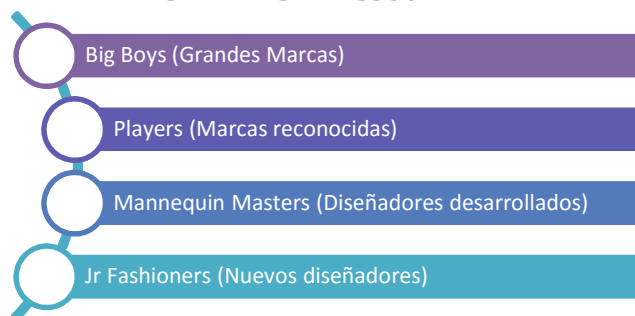 Big Boys (Grandes Marcas)
Players (Marcas reconocidas)
Mannequin Masters (Diseñadores desarrollados)
Jr Fashioners (Nuevos diseñadores)